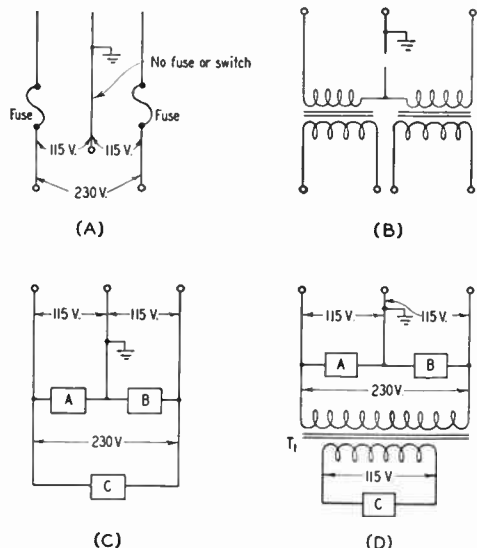 No fuse or switch
Fuse
Fuse
115 V. 115 V.
230 V.
(A)
(B)
115 V. 115 V.
A B
230 V.
C
(C)
115 V. 115 V.
A B
230 V.
T1
115 V.
C
(D)